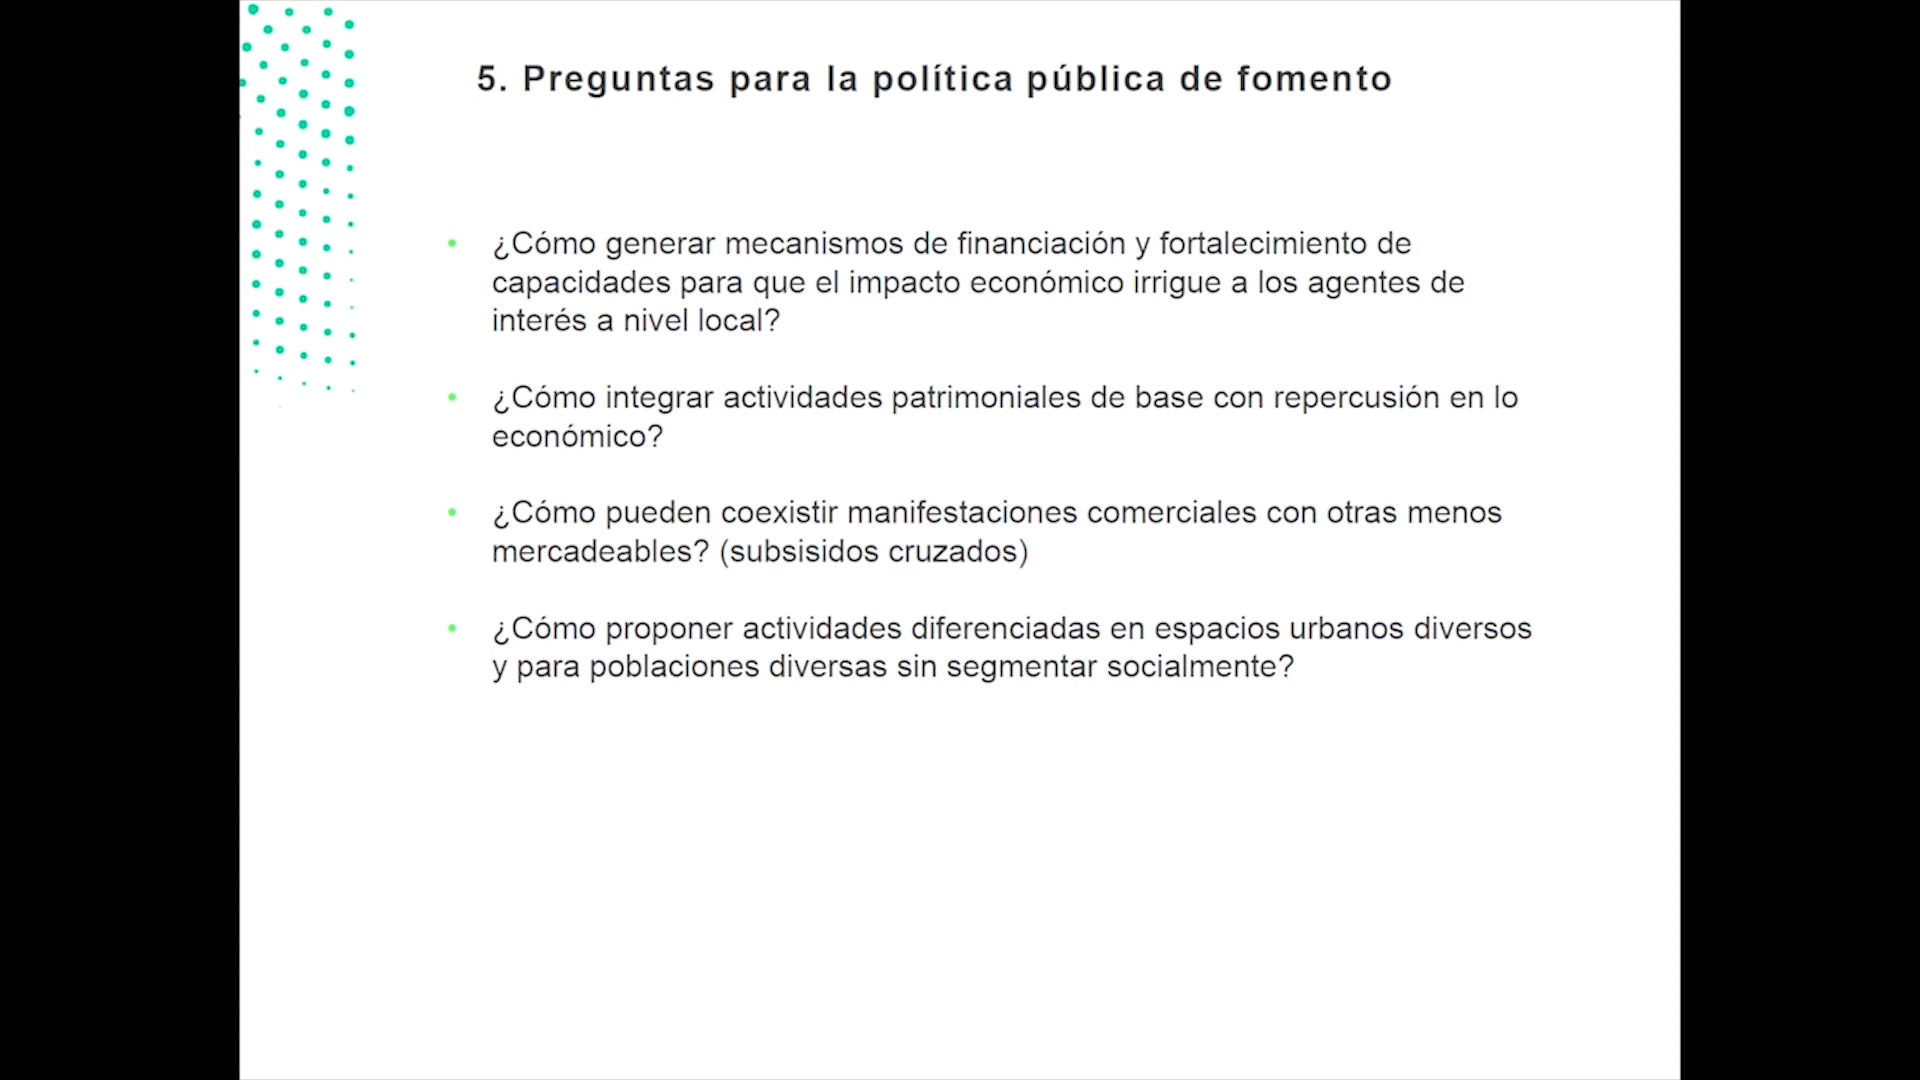 5. Preguntas para la política pública de fomento
• ¿Cómo generar mecanismos de financiación y fortalecimiento de
capacidades para que el impacto económico irrigue a los agentes de
interés a nivel local?
• ¿Cómo integrar actividades patrimoniales de base con repercusión en lo
económico?
• ¿Cómo pueden coexistir manifestaciones comerciales con otras menos
mercadeables? (subsisidos cruzados)
• ¿Cómo proponer actividades diferenciadas en espacios urbanos diversos
y para poblaciones diversas sin segmentar socialmente?